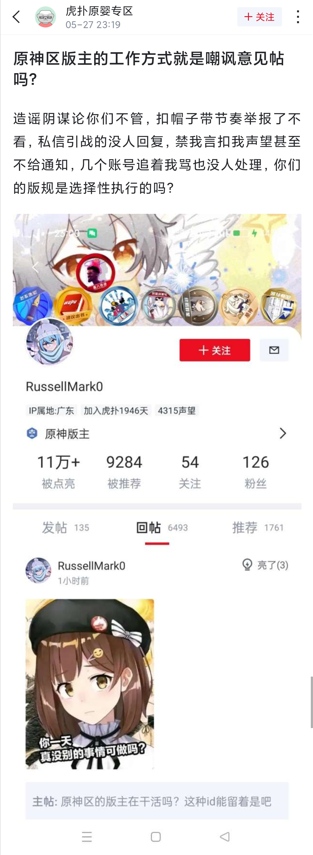 虎扑原婴专区
05-27 23:19
+ 关注
原神区版主的工作方式就是嘲讽意见帖
吗?
造谣阴谋论你们不管，扣帽子带节奏举报了不
看，私信引战的没人回复，禁我言扣我声望甚至
不给通知，几个账号追着我骂也没人处理，你们
的版规是选择性执行的吗？
+ 关注
RussellMark0
IP属地:广东 加入虎扑1946天 4315声望
原神版主
11万+ 9284 54 126
被点亮 被推荐 关注 粉丝
发帖 135 回帖 6493 推荐 1761
RussellMark0
亮了(3)
1小时前
你一天
真没别的事情可做吗？
主帖: 原神区的版主在干活吗？这种id能留着是吧